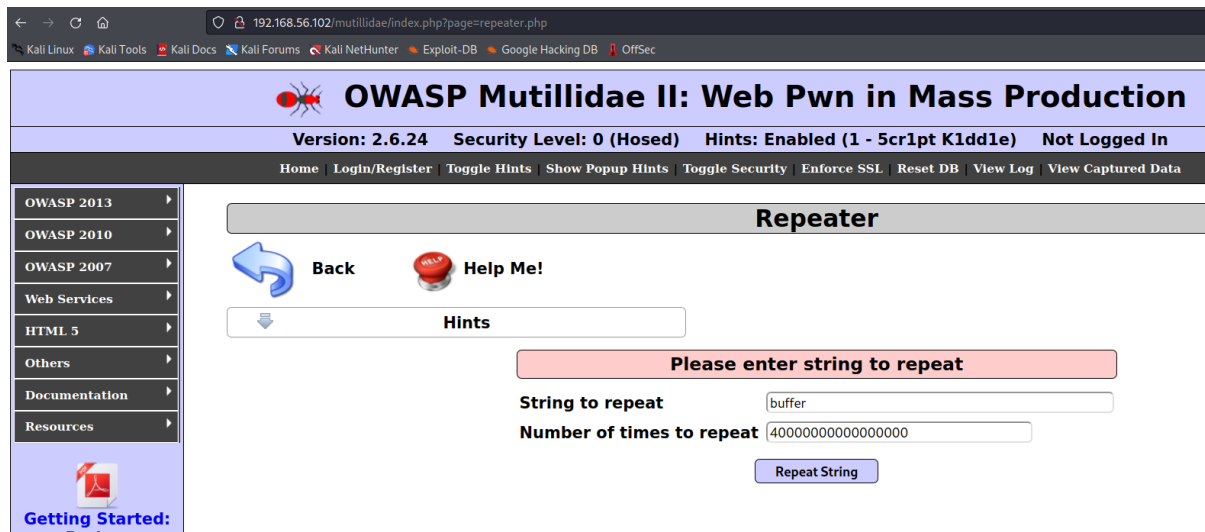 192.168.56.102/mutillidae/index.php?page=repeater.php
Kali Linux Kali Tools Kali Docs Kali Forums Kali NetHunter Exploit-DB Google Hacking DB OffSec
OWASP Mutillidae II: Web Pwn in Mass Production
Version: 2.6.24 Security Level: 0 (Hosed) Hints: Enabled (1 - 5cr1pt K1dd1e) Not Logged In
Home | Login/Register | Toggle Hints | Show Popup Hints | Toggle Security | Enforce SSL | Reset DB | View Log | View Captured Data
OWASP 2013
OWASP 2010
OWASP 2007
Web Services
HTML 5
Others
Documentation
Resources
Getting Started:
Repeater
Back
HELP
Help Me!
Hints
Please enter string to repeat
String to repeat buffer
Number of times to repeat 40000000000000000
Repeat String